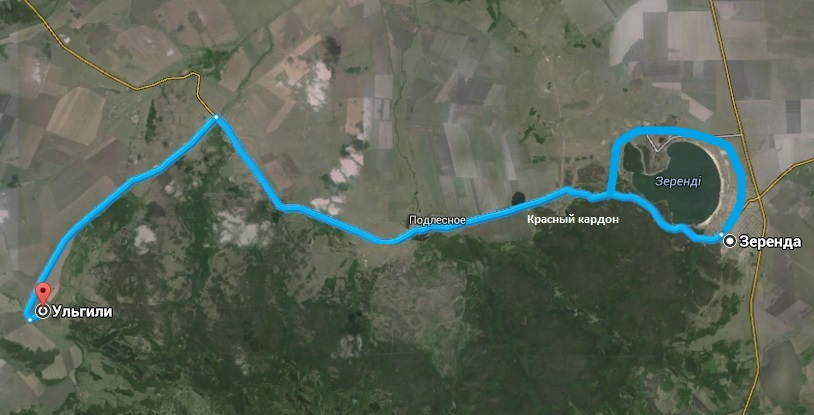 Зеренді
Подлесное
Красный кардон
Зеренда
Ульгили